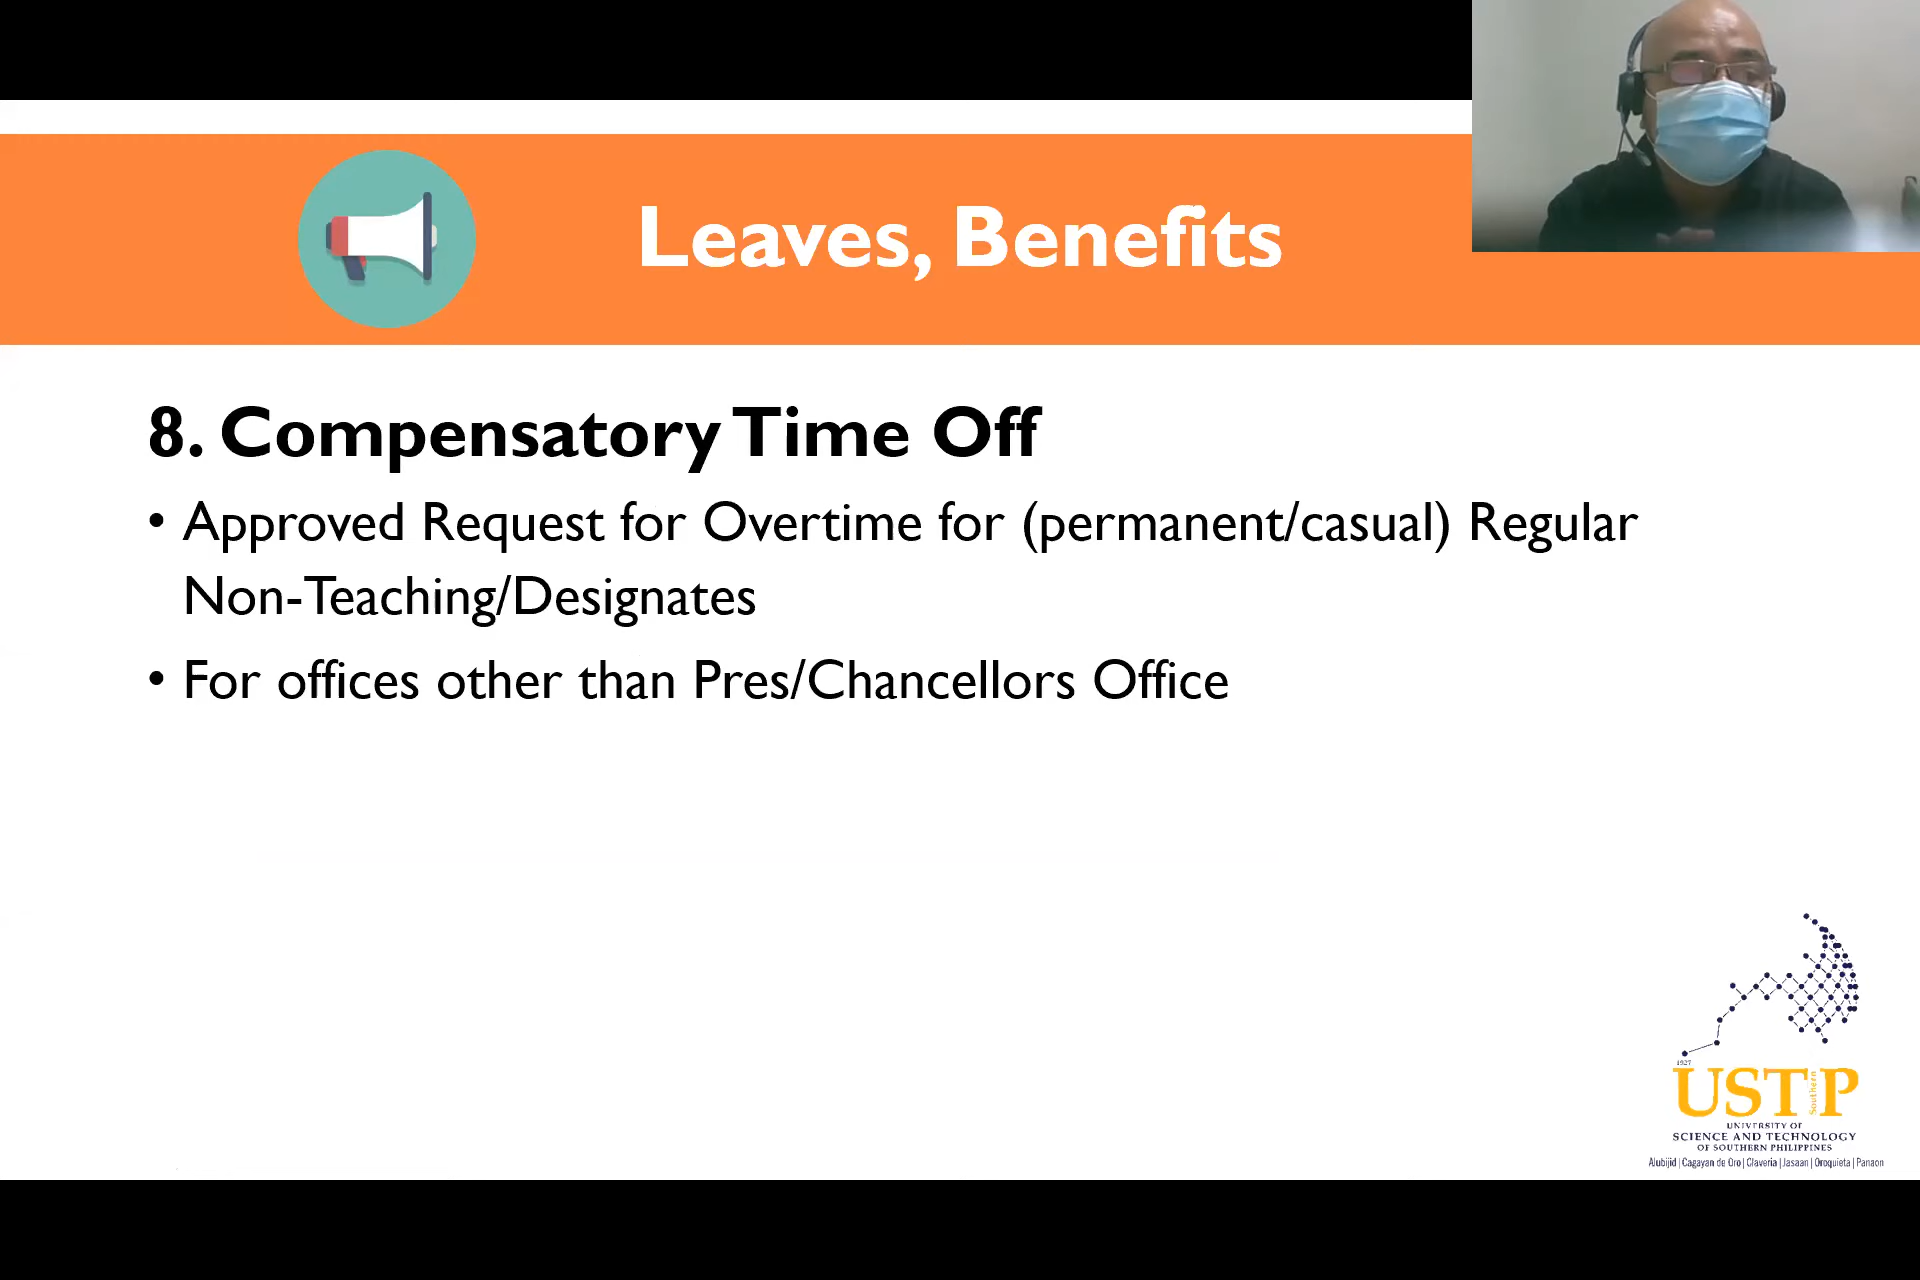 Leaves, Benefits
8. Compensatory Time Off
• Approved Request for Overtime for (permanent/casual) Regular
Non-Teaching/Designates
• For offices other than Pres/Chancellors Office
1927
USTP
Southern
UNIVERSITY OF
SCIENCE AND TECHNOLOGY
OF SOUTHERN PHILIPPINES
Alubijid | Cagayan de Oro | Claveria | Jasaan | Oroquieta | Panaon